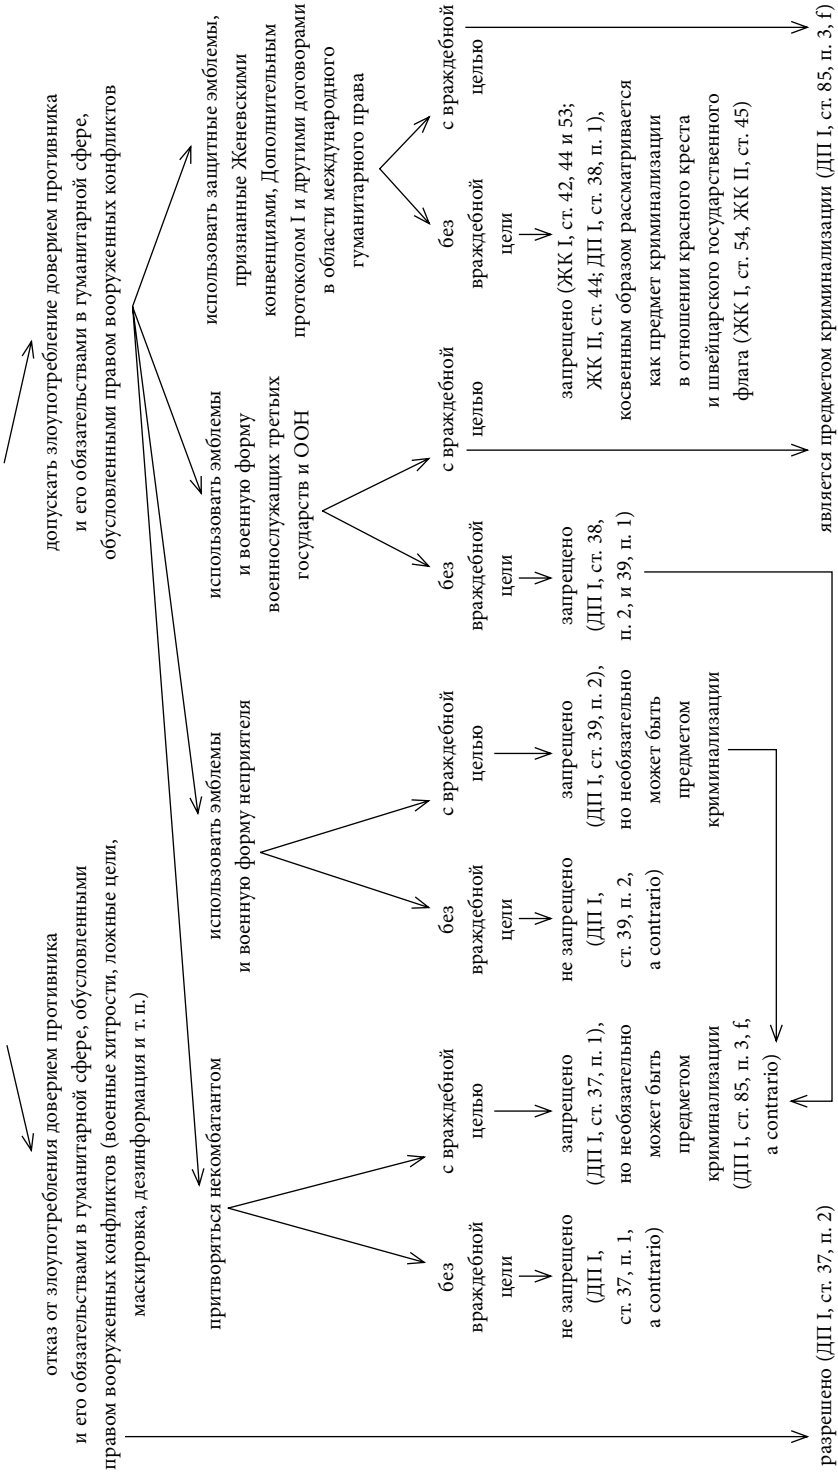 отказ от злоупотребления доверием противника
и его обязательствами в гуманитарной сфере, обусловленными
правом вооруженных конфликтов (военные хитрости, ложные цели,
маскировка, дезинформация и т. п.)
допускать злоупотребление доверием противника
и его обязательствами в гуманитарной сфере,
обусловленными правом вооруженных конфликтов
притворяться некомбатантом
использовать эмблемы
и военную форму неприятеля
использовать эмблемы
и военную форму
военнослужащих третьих
государств и ООН
использовать защитные эмблемы,
признанные Женевскими
конвенциями, Дополнительным
протоколом I и другими договорами
в области международного
гуманитарного права
без
враждебной
цели
с враждебной
целью
без
враждебной
цели
с враждебной
целью
без
враждебной
цели
с враждебной
целью
без
враждебной
цели
с враждебной
целью
не запрещено
(ДП I,
ст. 37, п. 1,
a contrario)
запрещено
(ДП I, ст. 37, п. 1),
но необязательно
может быть
предметом
криминализации
(ДП I, ст. 85, п. 3, f,
a contrario)
не запрещено
(ДП I,
ст. 39, п. 2,
a contrario)
запрещено
(ДП I, ст. 39, п. 2),
но необязательно
может быть
предметом
криминализации
запрещено
(ДП I, ст. 38,
п. 2, и 39, п. 1)
запрещено (ЖК I, ст. 42, 44 и 53;
ЖК II, ст. 44; ДП I, ст. 38, п. 1),
косвенным образом рассматривается
как предмет криминализации
в отношении красного креста
и швейцарского государственного
флага (ЖК I, ст. 54, ЖК II, ст. 45)
разрешено (ДП I, ст. 37, п. 2)
является предметом криминализации (ДП I, ст. 85, п. 3, f)